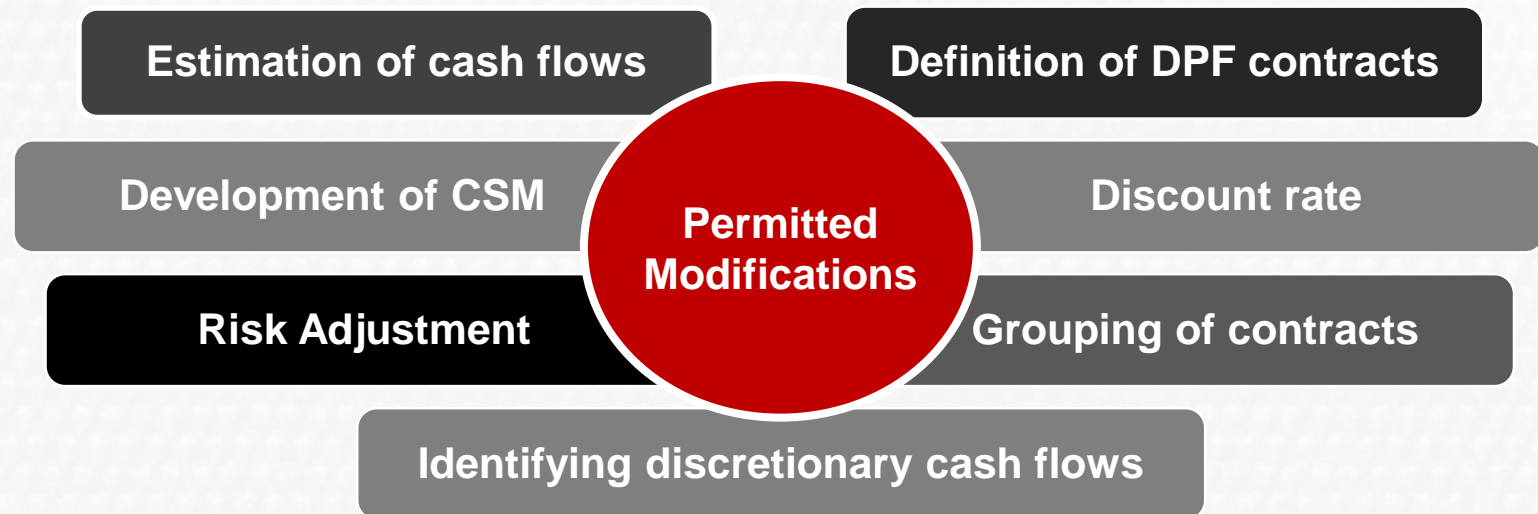 Estimation of cash flows
Definition of DPF contracts
Development of CSM
Permitted
Modifications
Discount rate
Risk Adjustment
Grouping of contracts
Identifying discretionary cash flows